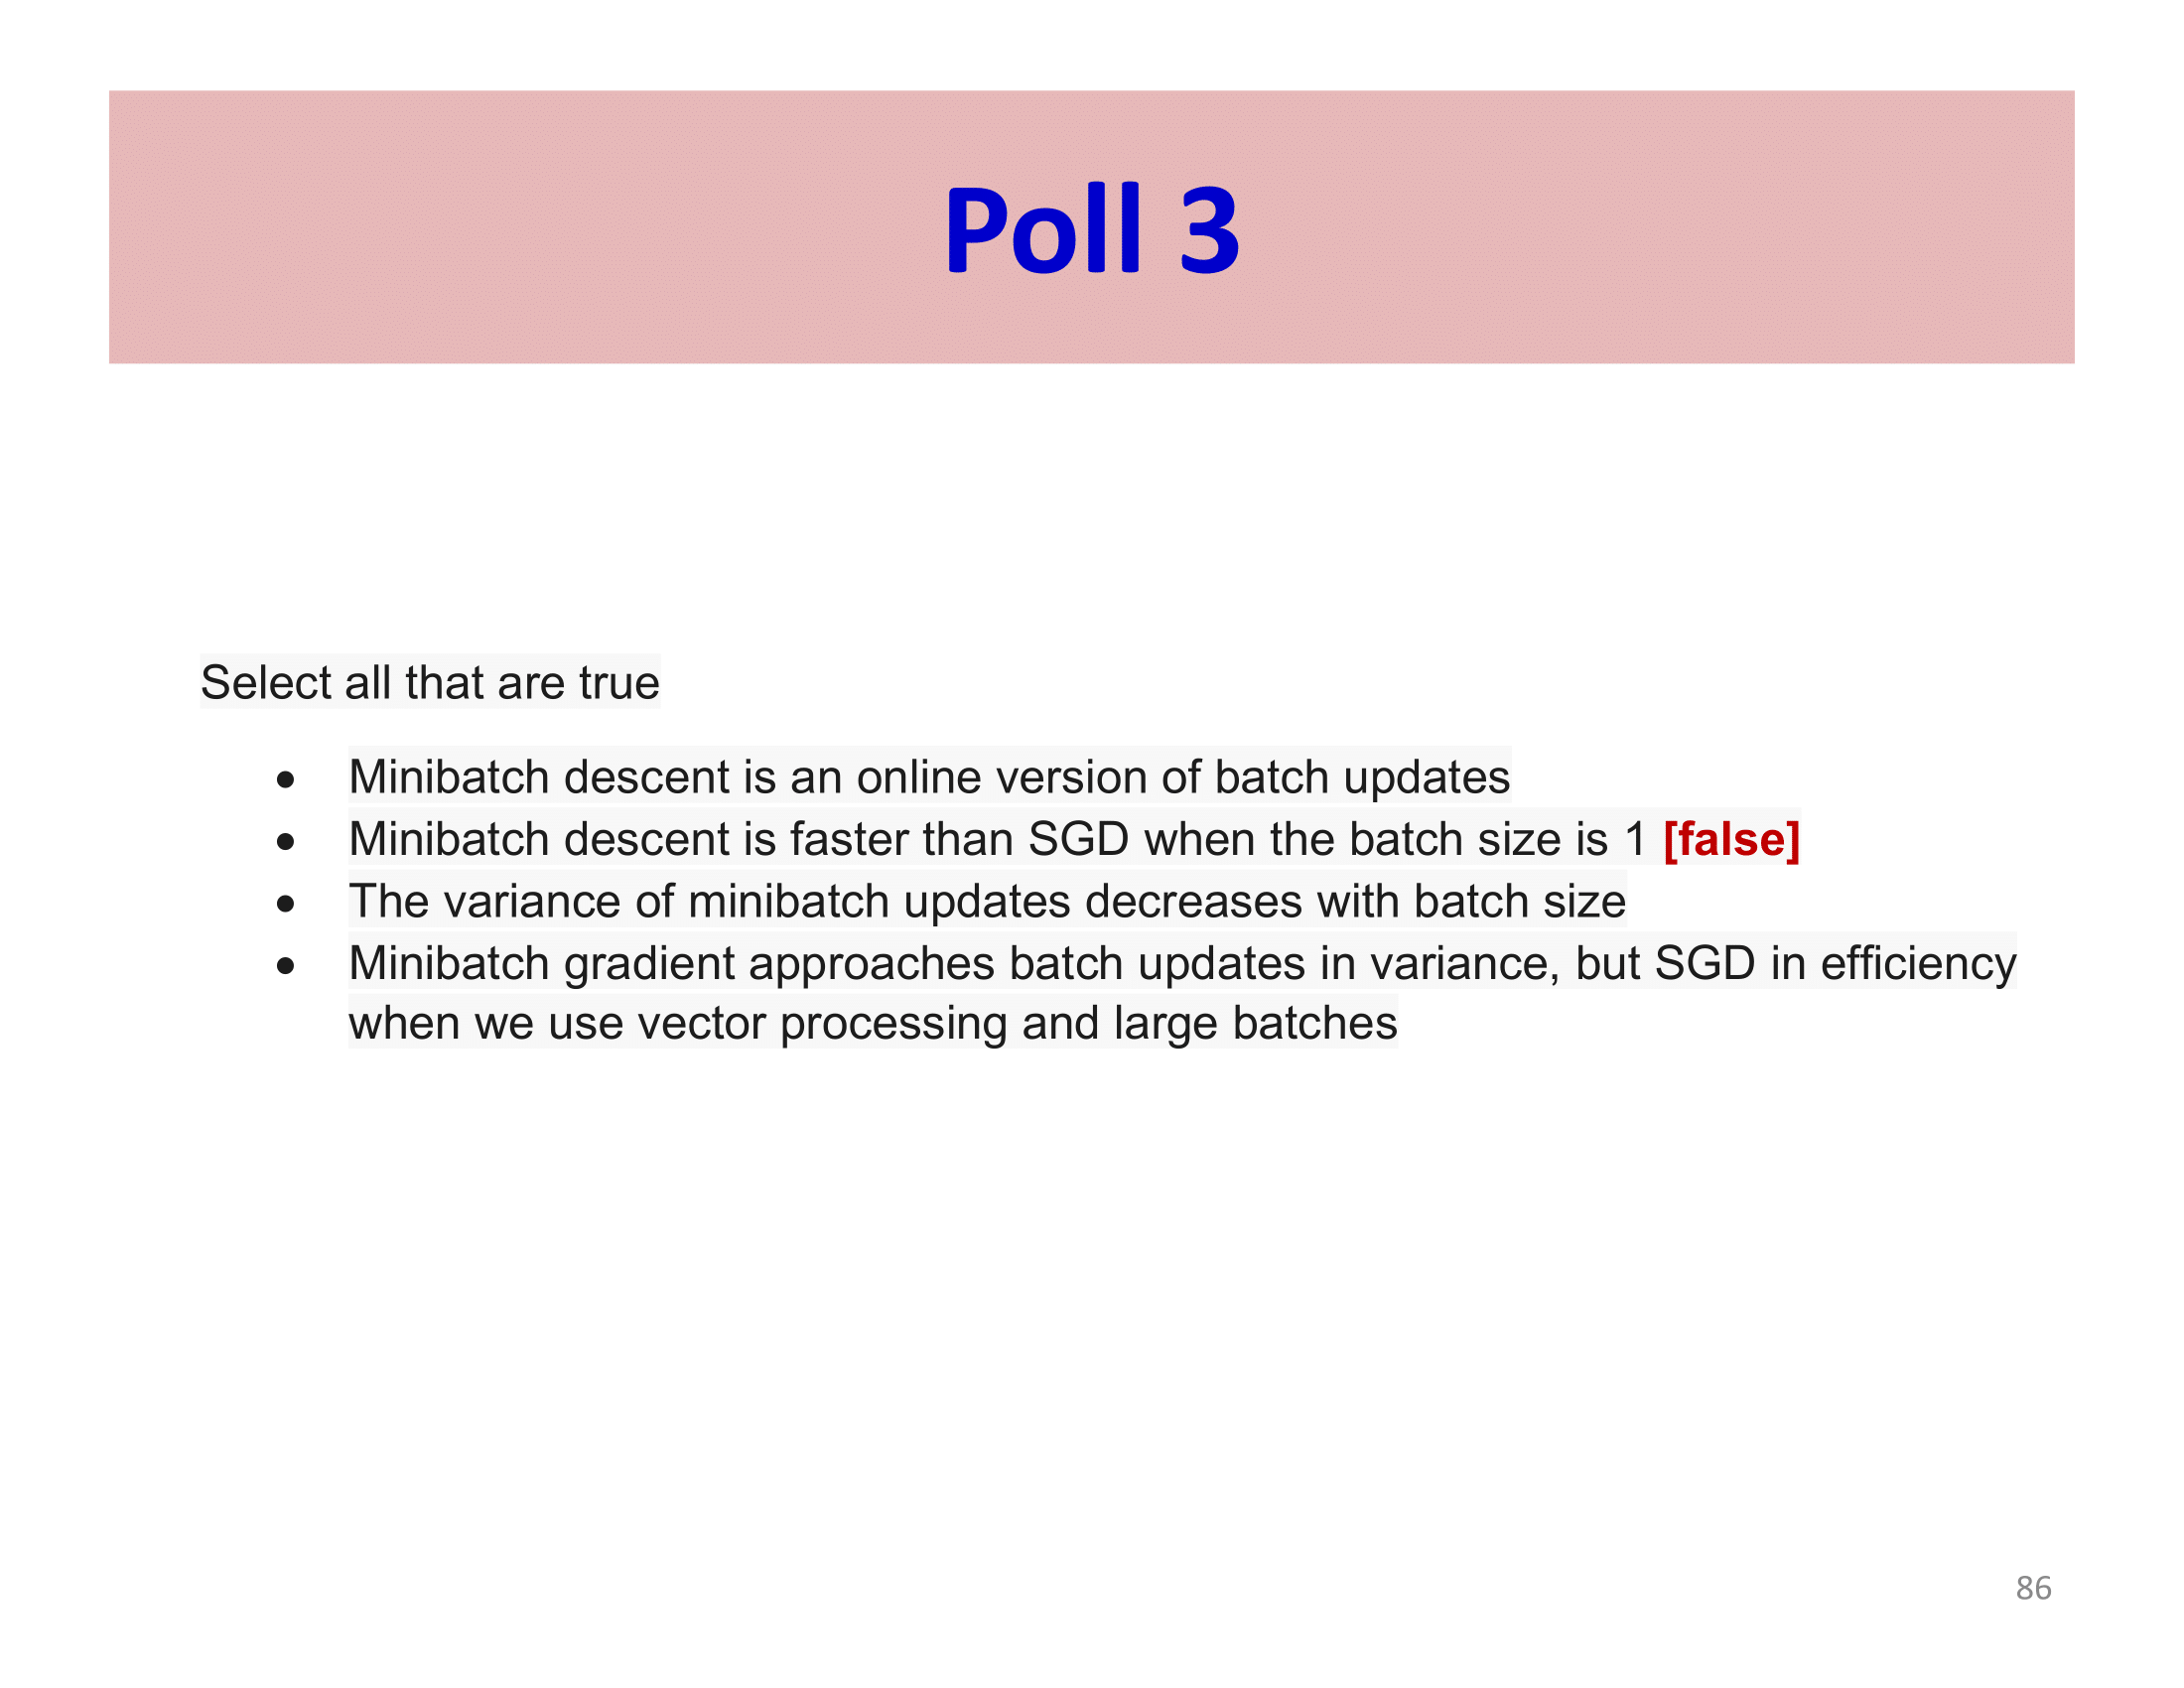 Poll 3
Select all that are true
● Minibatch descent is an online version of batch updates
● Minibatch descent is faster than SGD when the batch size is 1 [false]
● The variance of minibatch updates decreases with batch size
● Minibatch gradient approaches batch updates in variance, but SGD in efficiency
when we use vector processing and large batches
86